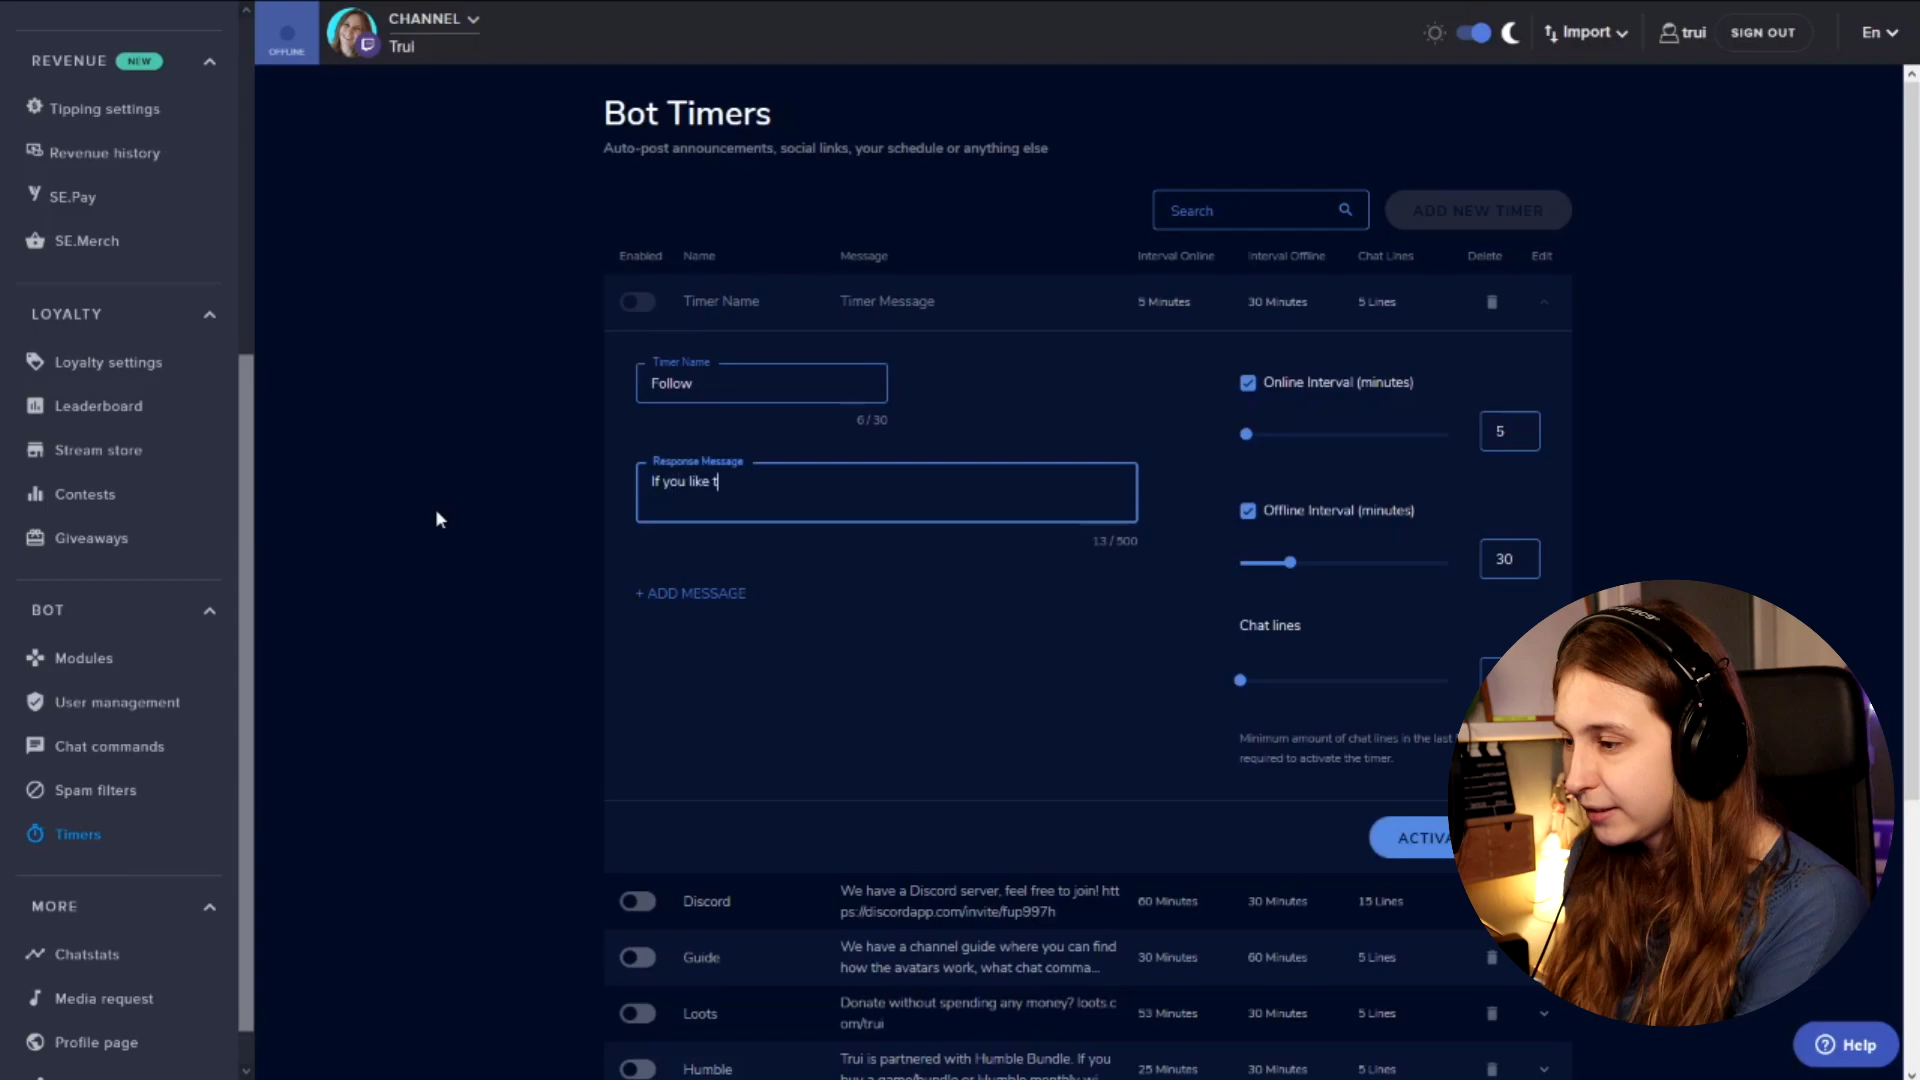 REVENUE NEW
Tipping settings
Revenue history
SE.Pay
SE.Merch
LOYALTY
Loyalty settings
Leaderboard
Stream store
Contests
Giveaways
BOT
Modules
User management
Chat commands
Spam filters
Timers
MORE
Chatstats
Media request
Profile page
OFFLINE
CHANNEL
Trui
Import
trui
SIGN OUT
En
Bot Timers
Auto-post announcements, social links, your schedule or anything else
Search
ADD NEW TIMER
Enabled Name Message Interval Online Interval Offline Chat Lines Delete Edit
Timer Name Timer Message 5 Minutes 30 Minutes 5 Lines
Timer Name
Follow
6 / 30
Response Message
If you like t
13 / 500
+ ADD MESSAGE
Online Interval (minutes)
5
Offline Interval (minutes)
30
Chat lines
Minimum amount of chat lines in the last
required to activate the timer.
Discord We have a Discord server, feel free to join! htt
ps://discordapp.com/invite/fup997h 60 Minutes 30 Minutes 15 Lines
Guide We have a channel guide where you can find
how the avatars work, what chat comma... 30 Minutes 60 Minutes 5 Lines
Loots Donate without spending any money? loots.c
om/trui 53 Minutes 30 Minutes 5 Lines
Humble Trui is partnered with Humble Bundle. If you 25 Minutes 30 Minutes 5 Lines
Help